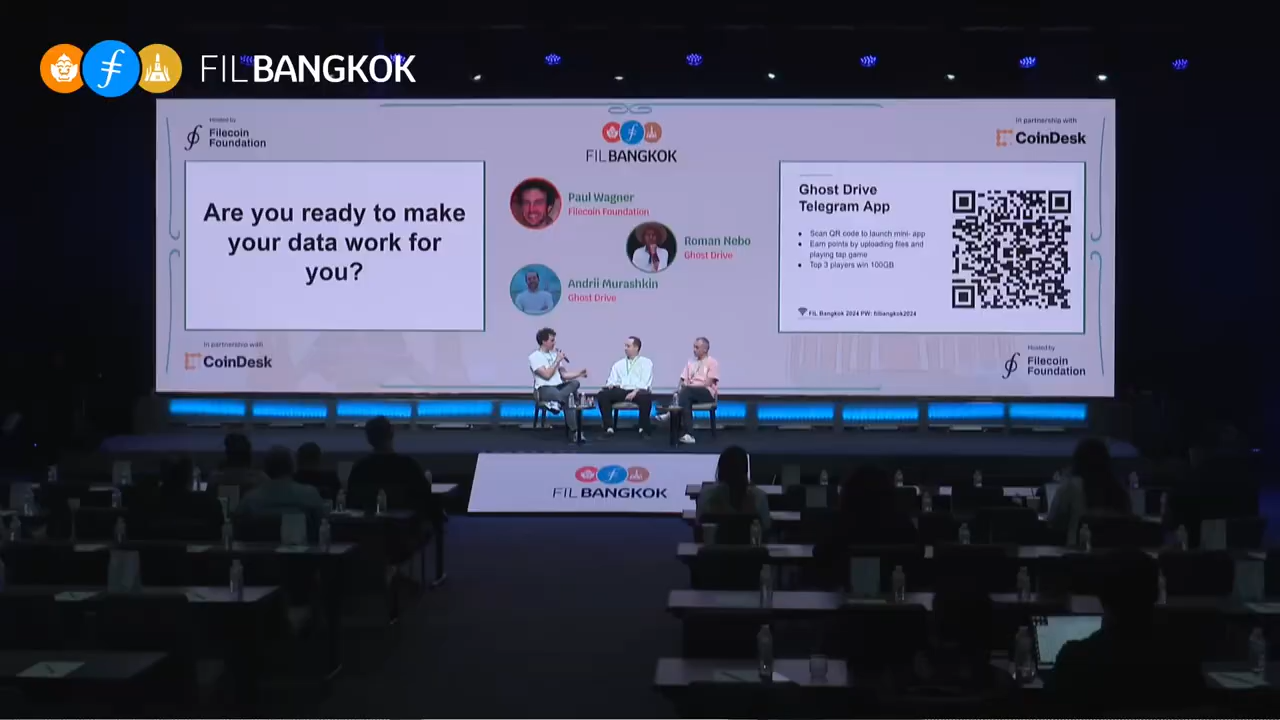 FILBANGKOK
Hosted by
Filecoin
Foundation
In partnership with
CoinDesk
FILBANGKOK
Are you ready to make
your data work for
you?
Paul Wagner
Filecoin Foundation
Roman Nebo
Ghost Drive
Andrii Murashkin
Ghost Drive
Ghost Drive
Telegram App
Scan QR code to launch mini- app
Earn points by uploading files and
playing tap game
Top 3 players win 100GB
FIL Bangkok 2024 PW: filbangkok2024
In partnership with
CoinDesk
Hosted by
Filecoin
Foundation
FILBANGKOK